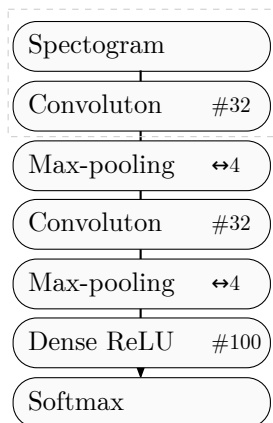 Spectogram
Convoluton #32
Max-pooling ↔4
Convoluton #32
Max-pooling ↔4
Dense ReLU #100
Softmax